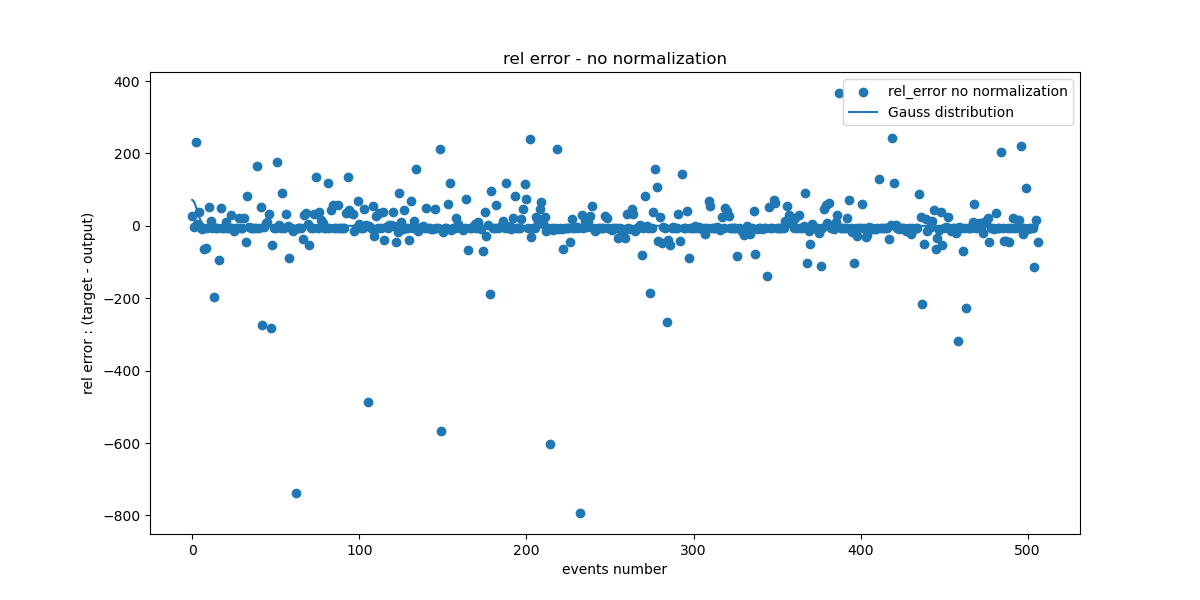 rel error - no normalization
rel_error no normalization
Gauss distribution
rel error : (target - output)
400
200
0
−200
−400
−600
−800
0
100
200
300
400
500
events number